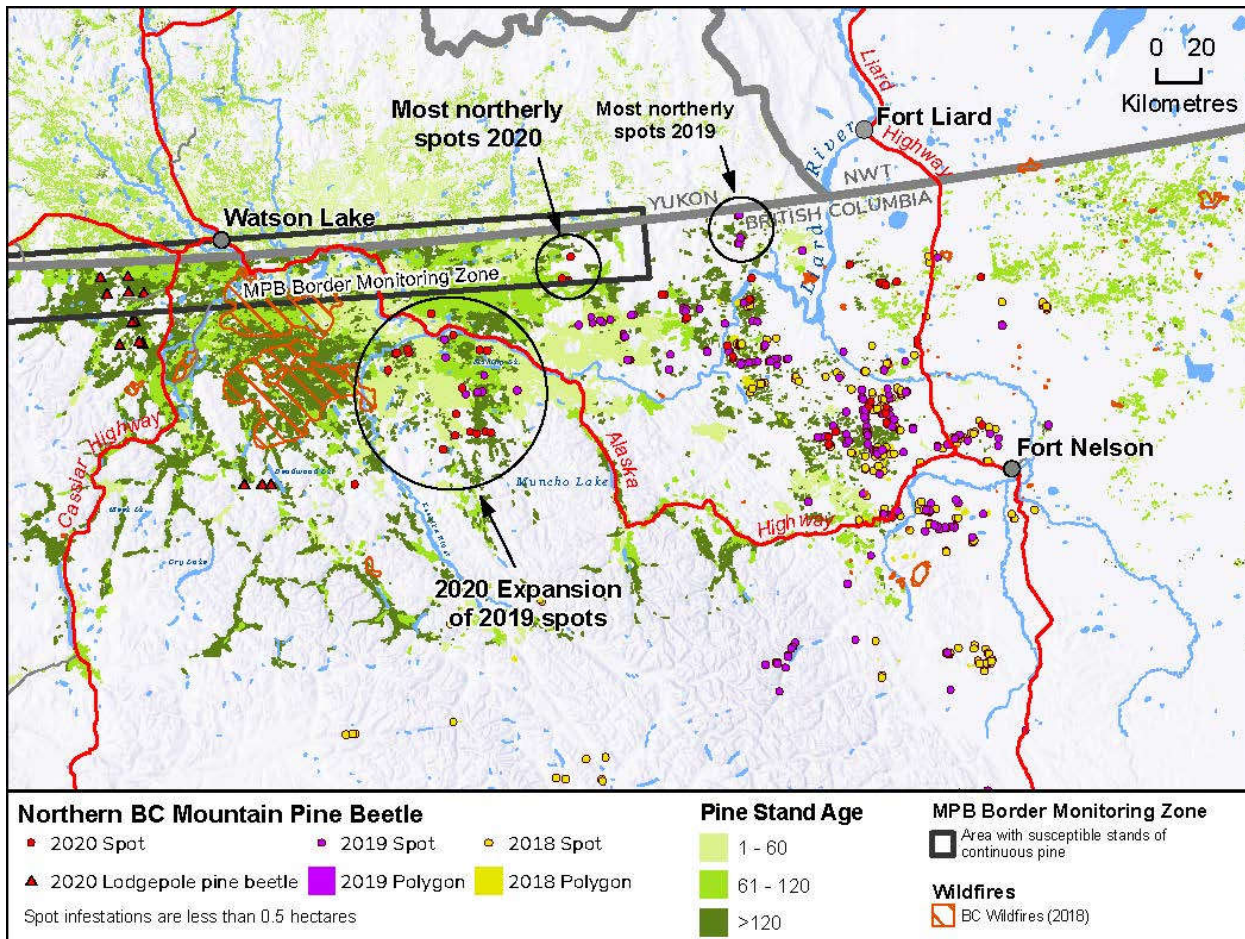 0 20
Kilometres
Liard
Highway
Fort Liard
Most northerly
spots 2020
Most northerly
spots 2019
Liard River
NWT
YUKON
BRITISH COLUMBIA
Watson Lake
MPB Border Monitoring Zone
Cassiar Highway
Alaska
Highway
Muncho Lake
Fort Nelson
Dry Lake
2020 Expansion
of 2019 spots
Northern BC Mountain Pine Beetle
2020 Spot
2019 Spot
2018 Spot
2020 Lodgepole pine beetle
2019 Polygon
2018 Polygon
Spot infestations are less than 0.5 hectares
Pine Stand Age
1 - 60
61 - 120
>120
MPB Border Monitoring Zone
Area with susceptible stands of
continuous pine
Wildfires
BC Wildfires (2018)